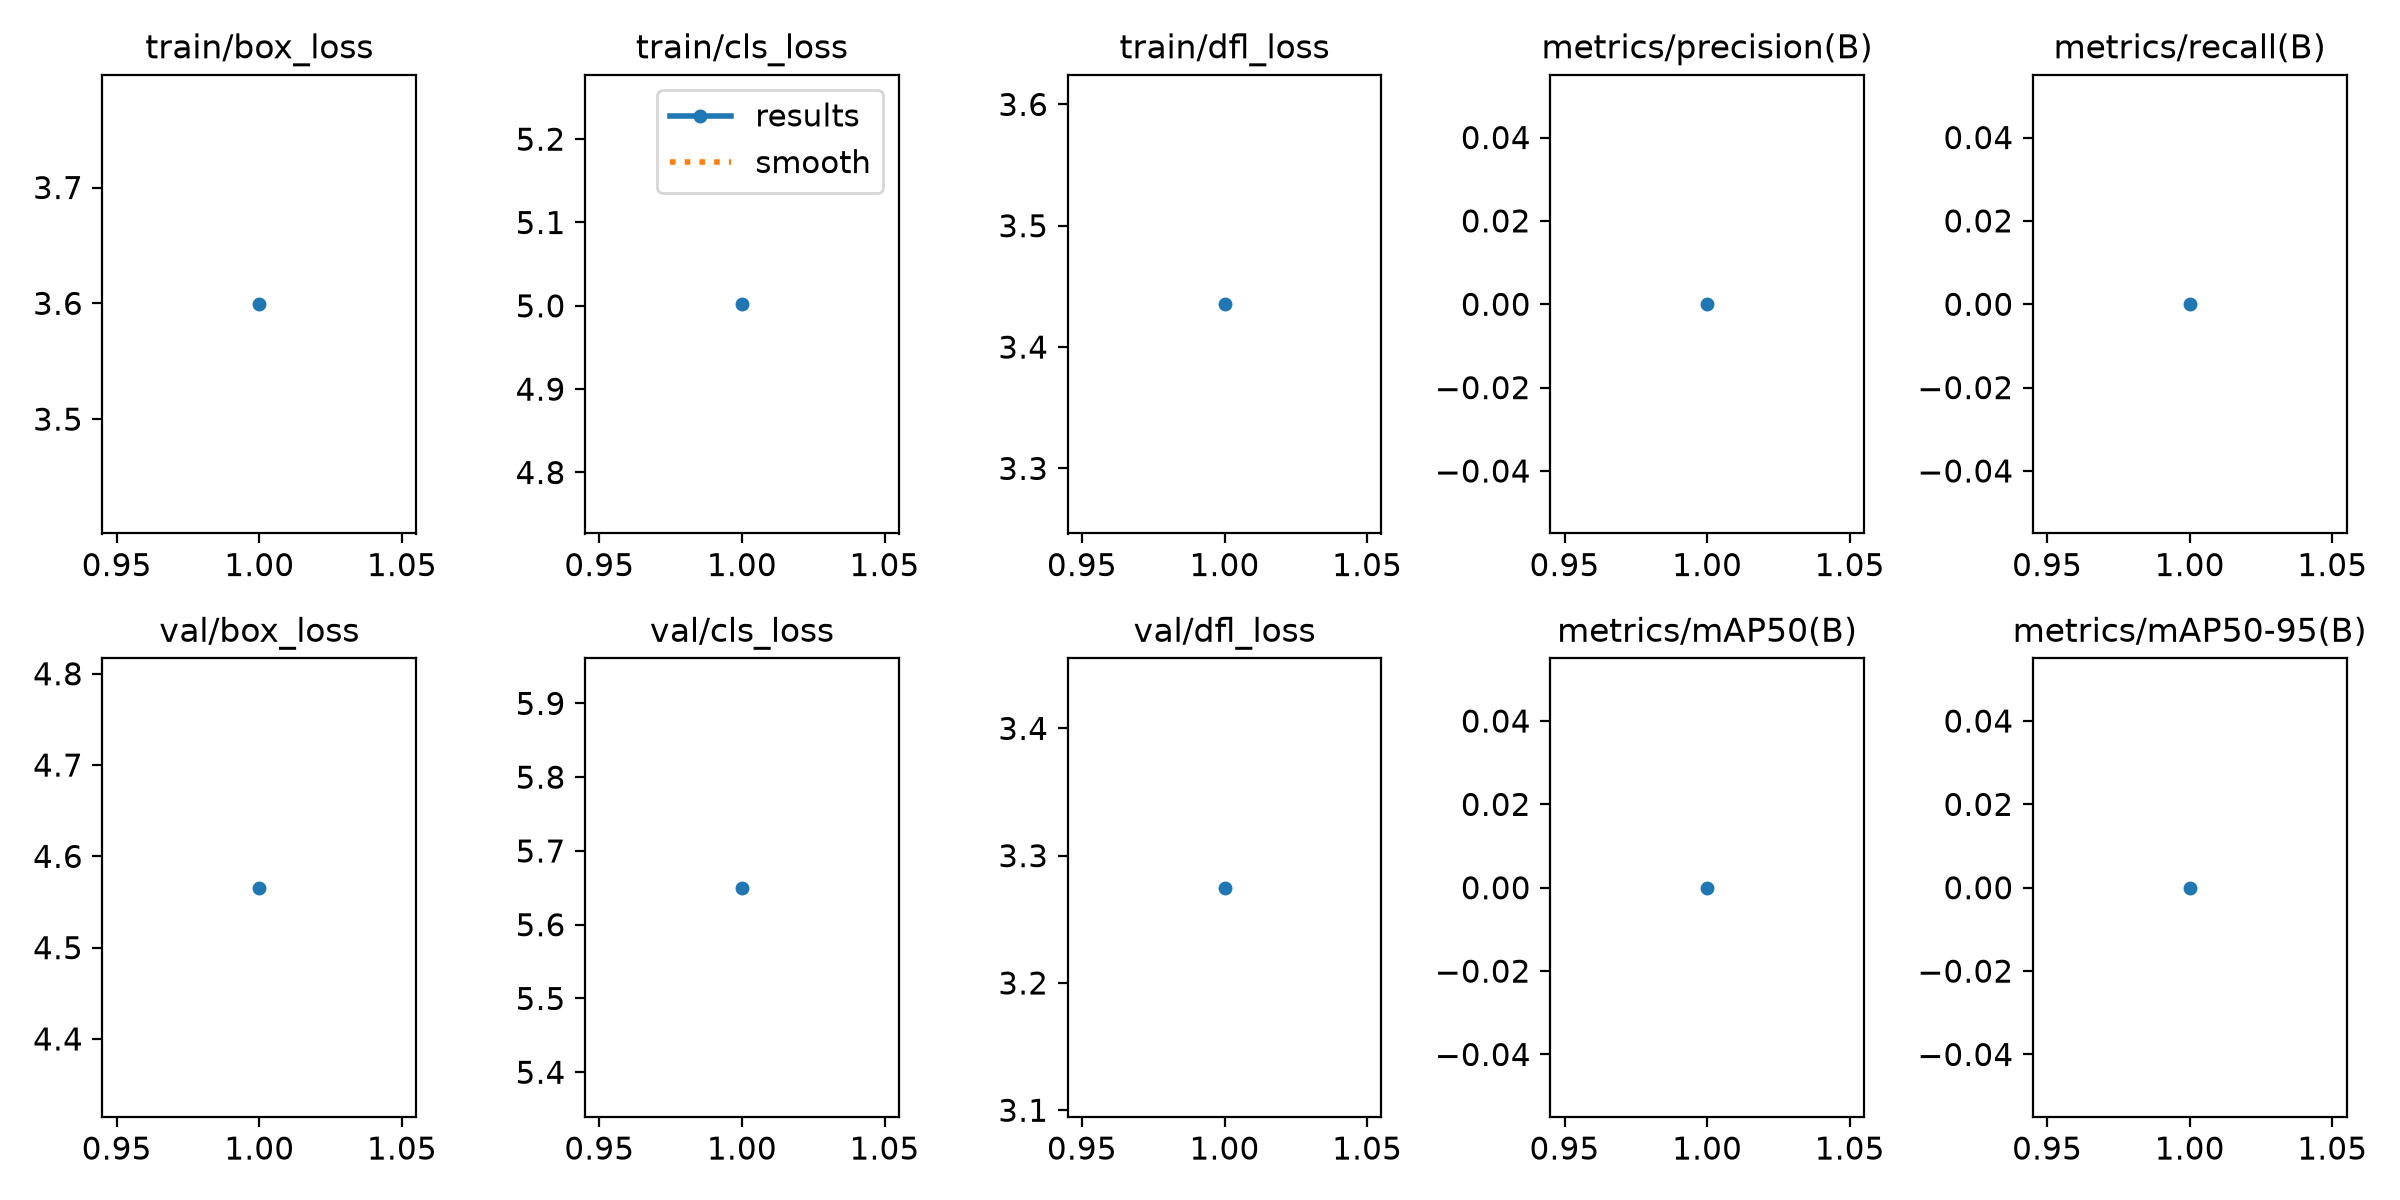 train/box_loss
3.7
3.6
3.5
0.95 1.00 1.05
train/cls_loss
results
smooth
5.2
5.1
5.0
4.9
4.8
0.95 1.00 1.05
train/dfl_loss
3.6
3.5
3.4
3.3
0.95 1.00 1.05
metrics/precision(B)
0.04
0.02
0.00
−0.02
−0.04
0.95 1.00 1.05
metrics/recall(B)
0.04
0.02
0.00
−0.02
−0.04
0.95 1.00 1.05
val/box_loss
4.8
4.7
4.6
4.5
4.4
0.95 1.00 1.05
val/cls_loss
5.9
5.8
5.7
5.6
5.5
5.4
0.95 1.00 1.05
val/dfl_loss
3.4
3.3
3.2
3.1
0.95 1.00 1.05
metrics/mAP50(B)
0.04
0.02
0.00
−0.02
−0.04
0.95 1.00 1.05
metrics/mAP50-95(B)
0.04
0.02
0.00
−0.02
−0.04
0.95 1.00 1.05